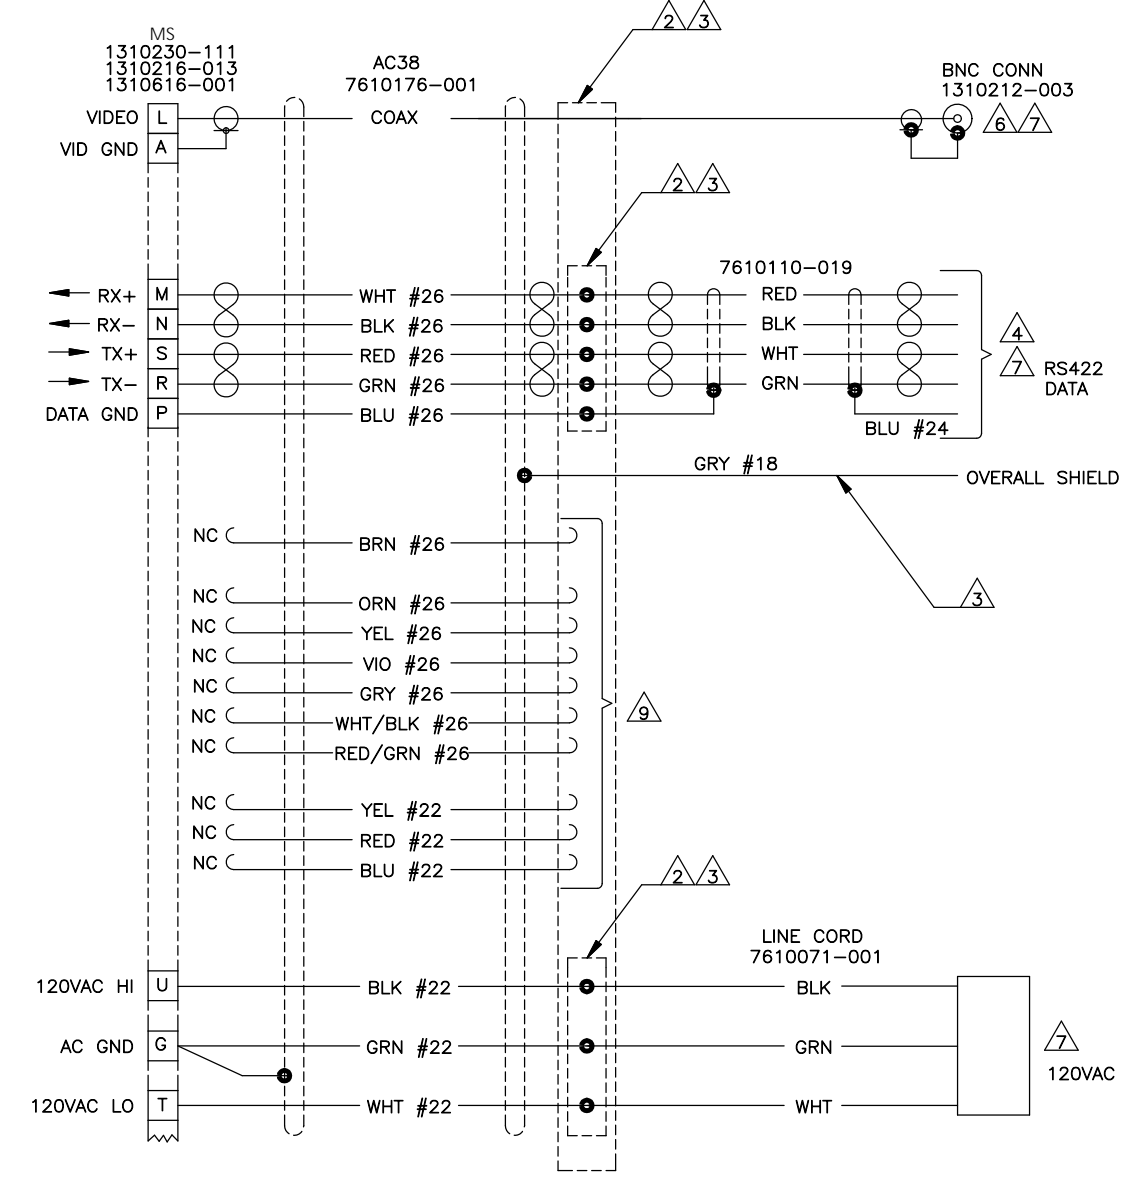 2 3
MS
1310230-111
1310216-013
1310616-001
AC38
7610176-001
BNC CONN
1310212-003
VIDEO L COAX 6 7
VID GND A
2 3
7610110-019
RX+ M WHT #26 RED
RX- N BLK #26 BLK
TX+ S RED #26 WHT
TX- R GRN #26 GRN
DATA GND P BLU #26
BLU #24
4
7 RS422
DATA
GRY #18
OVERALL SHIELD
NC BRN #26
3
NC ORN #26
NC YEL #26
NC VIO #26
NC GRY #26
NC WHT/BLK #26
NC RED/GRN #26
9
NC YEL #22
NC RED #22
NC BLU #22
2 3
LINE CORD
7610071-001
120VAC HI U BLK #22 BLK
AC GND G GRN #22 GRN
7
120VAC
120VAC LO T WHT #22 WHT